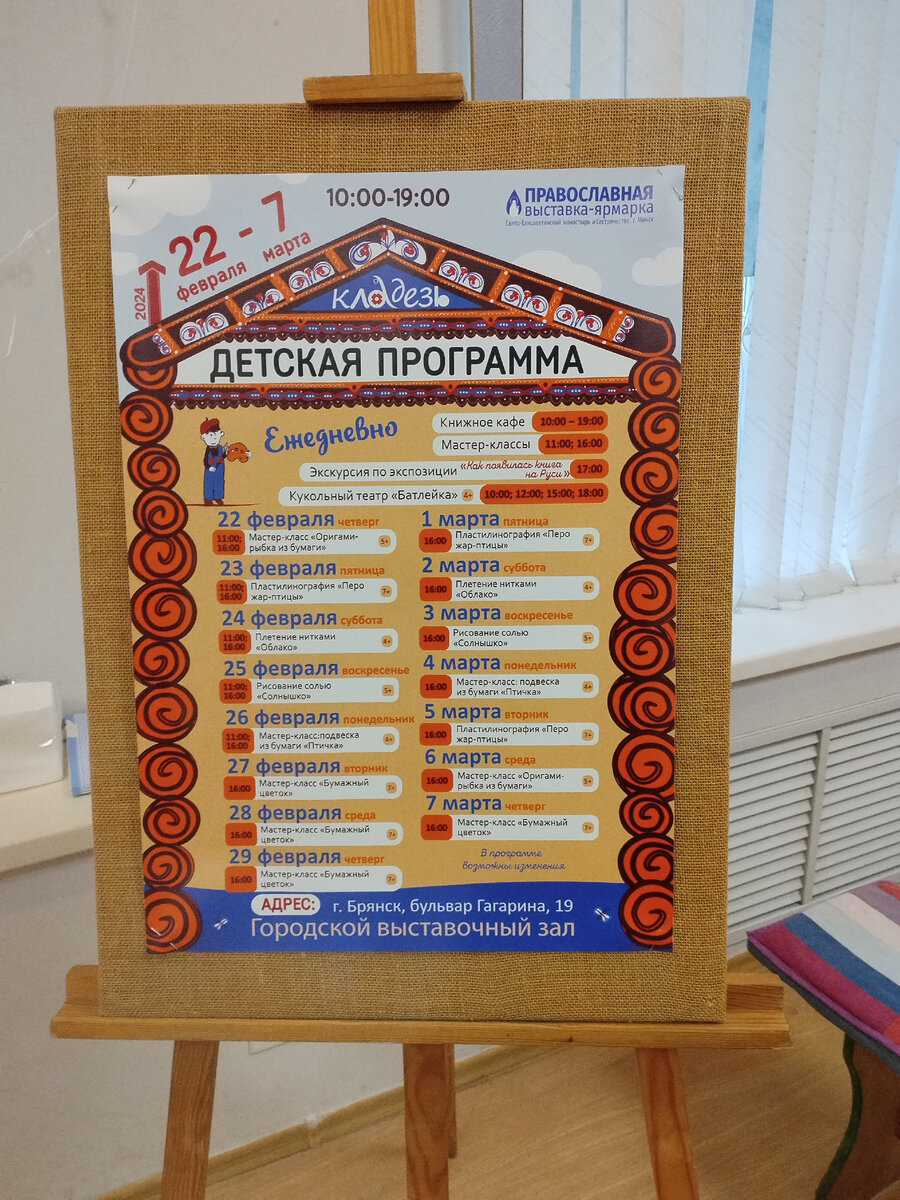 10:00-19:00
ПРАВОСЛАВНАЯ
выставка-ярмарка
Свято-Елисаветинский монастырь и Сестричество, г. Минск
22 - 7
февраля марта
2024
кладезь
ДЕТСКАЯ ПРОГРАММА
Ежедневно
Книжное кафе 10:00 – 19:00
Мастер-классы 11:00; 16:00
Экскурсия по экспозиции «Как появилась книга на Руси» 17:00
Кукольный театр «Батлейка» 4+ 10:00; 12:00; 15:00; 18:00
22 февраля четверг
11:00; Мастер-класс «Оригами-
16:00 рыбка из бумаги» 5+
23 февраля пятница
11:00; Пластилинография «Перо
16:00 жар-птицы» 7+
24 февраля суббота
11:00; Плетение нитками
16:00 «Облако» 4+
25 февраля воскресенье
11:00; Рисование солью
16:00 «Солнышко» 5+
26 февраля понедельник
11:00; Мастер-класс:подвеска
16:00 из бумаги «Птичка» 4+
27 февраля вторник
16:00 Мастер-класс «Бумажный
цветок» 7+
28 февраля среда
16:00 Мастер-класс «Бумажный
цветок» 7+
29 февраля четверг
16:00 Мастер-класс «Бумажный
цветок» 7+
1 марта пятница
16:00 Пластилинография «Перо
жар-птицы» 7+
2 марта суббота
16:00 Плетение нитками
«Облако» 4+
3 марта воскресенье
16:00 Рисование солью
«Солнышко» 5+
4 марта понедельник
16:00 Мастер-класс: подвеска
из бумаги «Птичка» 4+
5 марта вторник
16:00 Пластилинография «Перо
жар-птицы» 7+
6 марта среда
16:00 Мастер-класс «Оригами-
рыбка из бумаги» 5+
7 марта четверг
16:00 Мастер-класс «Бумажный
цветок» 7+
В программе
возможны изменения
АДРЕС: г. Брянск, бульвар Гагарина, 19
Городской выставочный зал